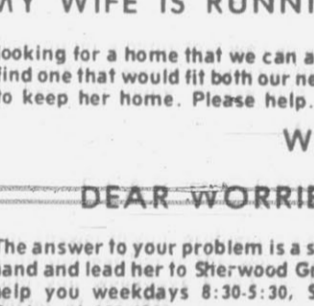 MY WIFE IS RUNNI
looking for a home that we can a
find one that would fit both our ne
to keep her home. Please help.
W
DEAR WORRIE
The answer to your problem is a s
hand and lead her to Sherwood Gr
help you weekdays 8:30-5:30, S